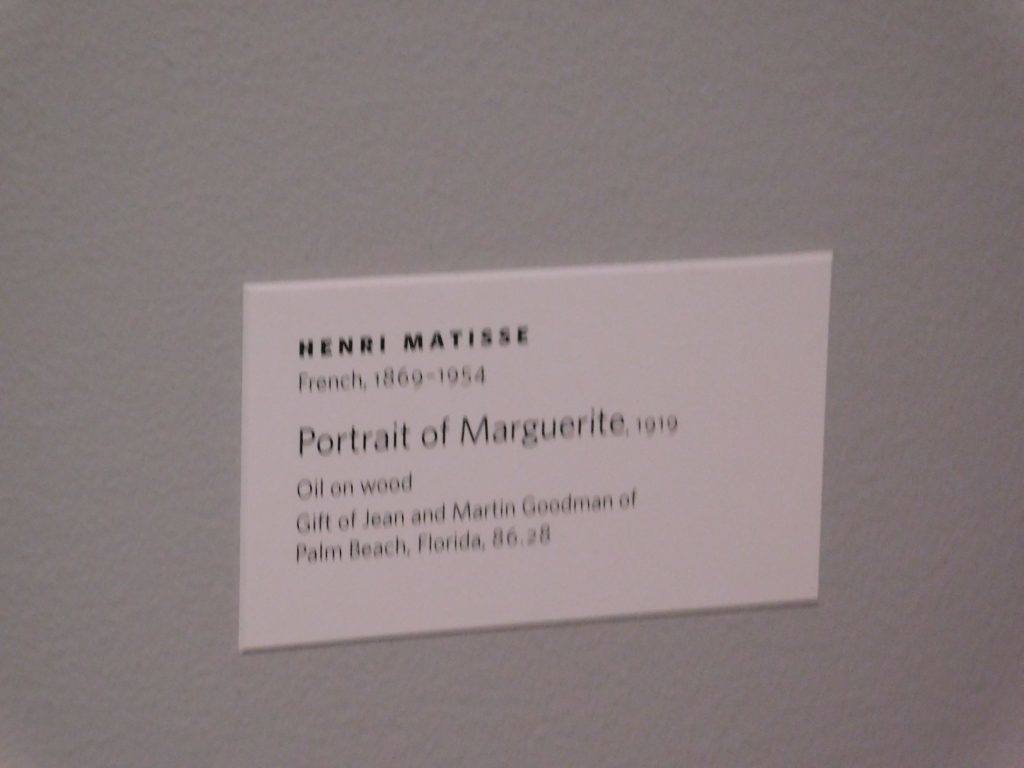 HENRI MATISSE
French, 1869-1954
Portrait of Marguerite, 1919
Oil on wood
Gift of Jean and Martin Goodman of
Palm Beach, Florida, 86.28